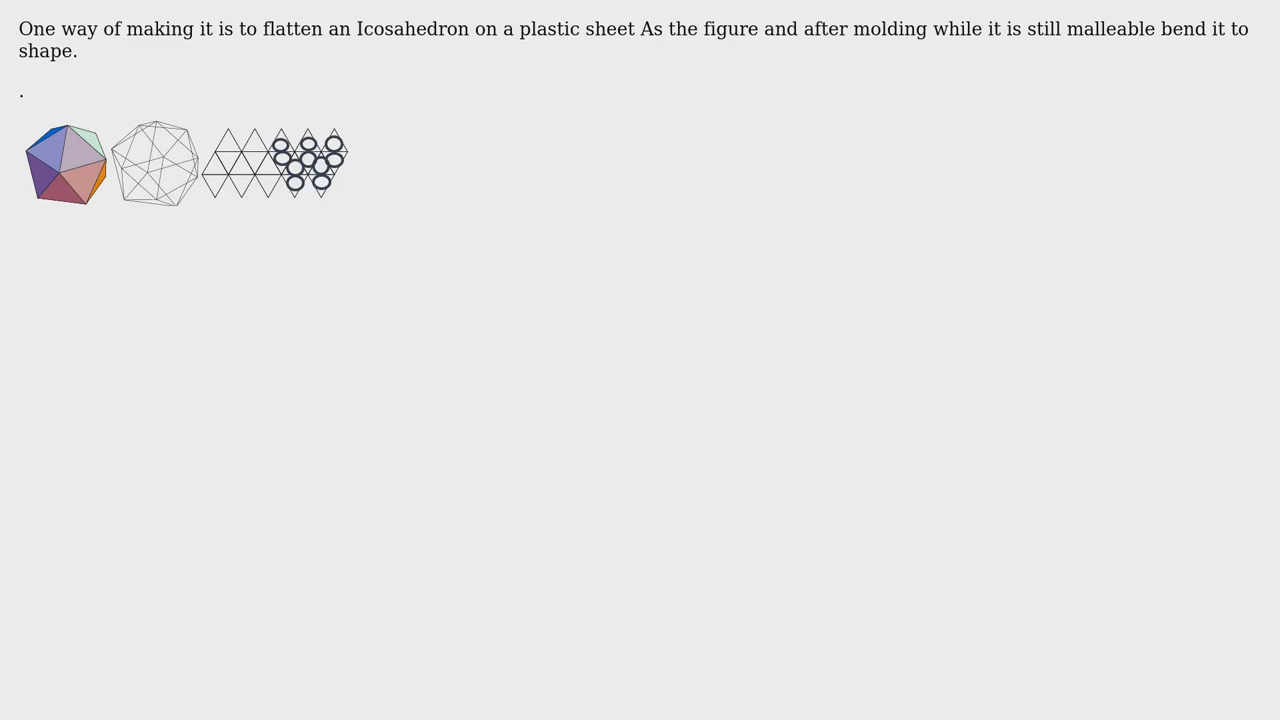 One way of making it is to flatten an Icosahedron on a plastic sheet As the figure and after molding while it is still malleable bend it to
shape.
.